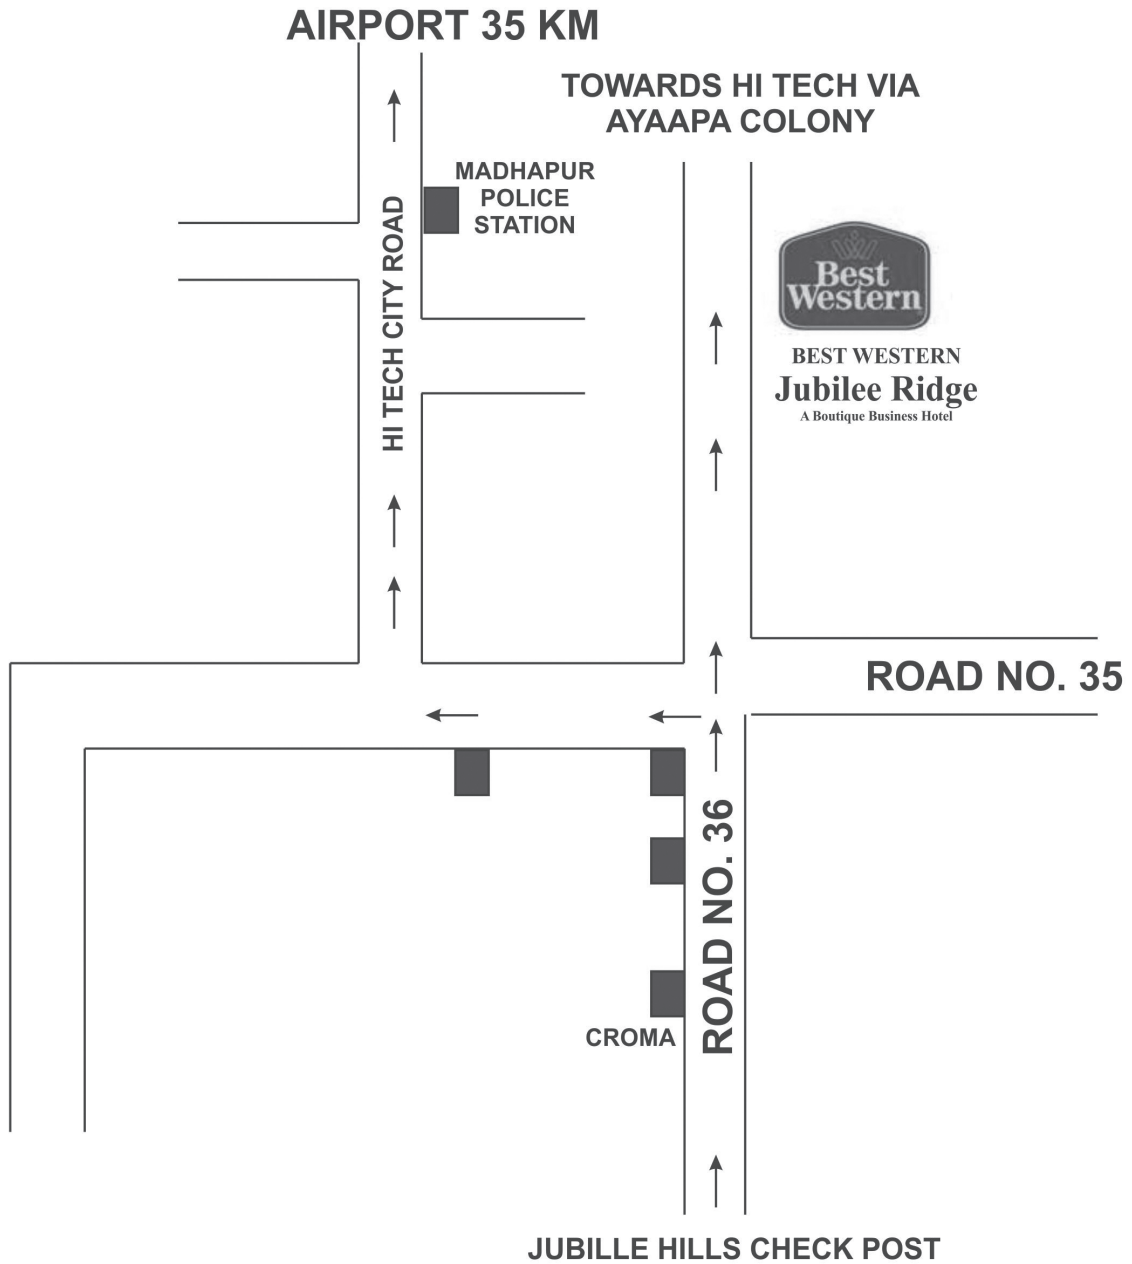 AIRPORT 35 KM
TOWARDS HI TECH VIA
AYAAPA COLONY
MADHAPUR
POLICE
STATION
HI TECH CITY ROAD
Best
Western
BEST WESTERN
Jubilee Ridge
A Boutique Business Hotel
ROAD NO. 35
ROAD NO. 36
CROMA
JUBILLE HILLS CHECK POST